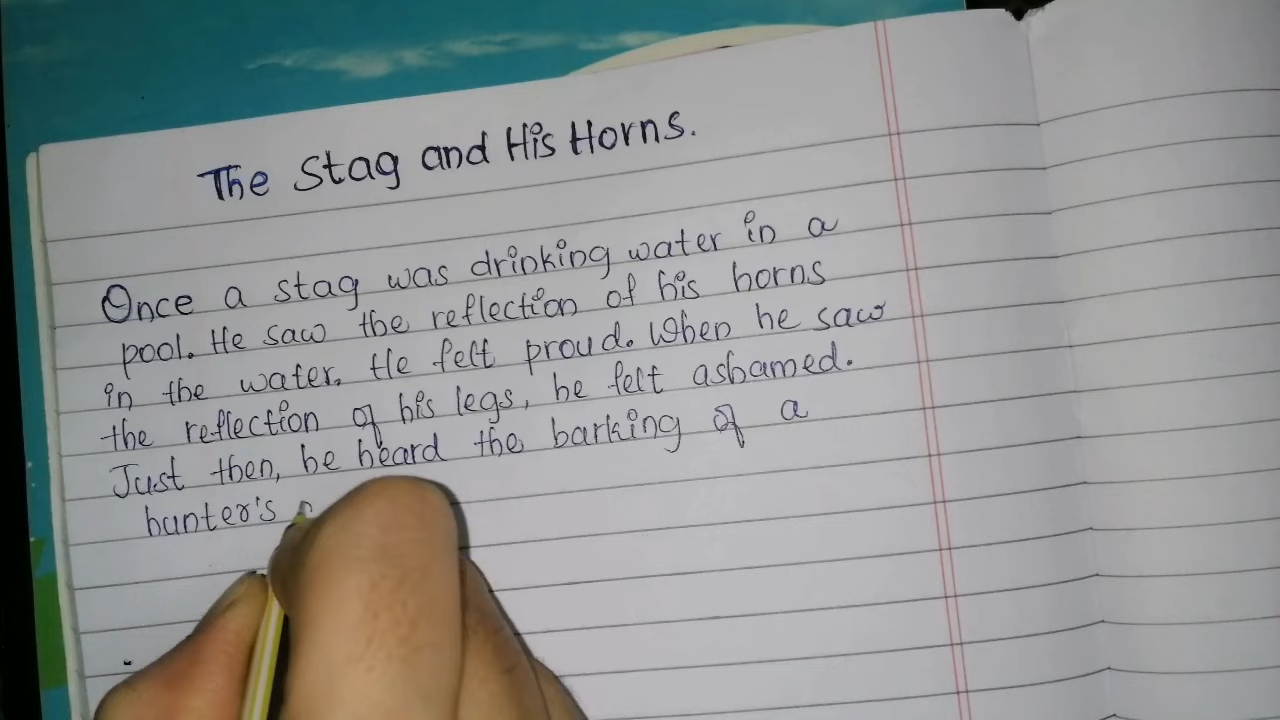 The Stag and His Horns.
Once a stag was drinking water in a
pool. He saw the reflection of his horns
in the water. He felt proud. When he saw
the reflection of his legs, he felt ashamed.
Just then, he heard the barking of a
hunter's